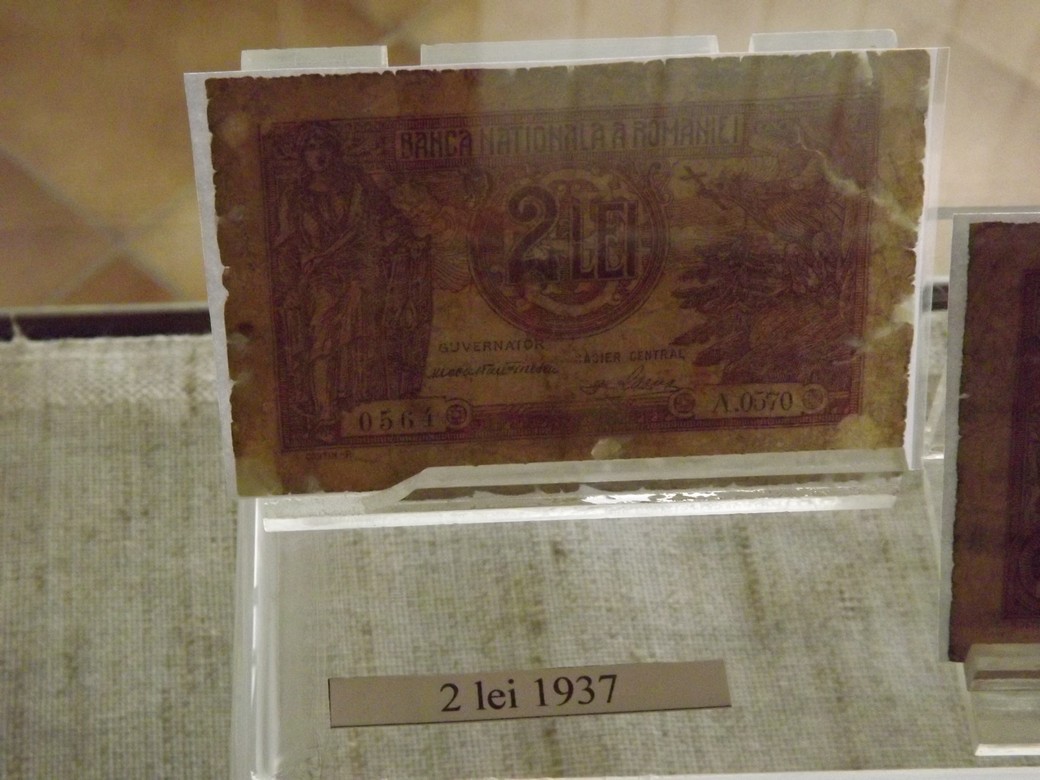 BANCA NATIONALA A ROMANIEI
2 LEI
GUVERNATOR
CASIER CENTRAL
0564
A.0570
2 lei 1937